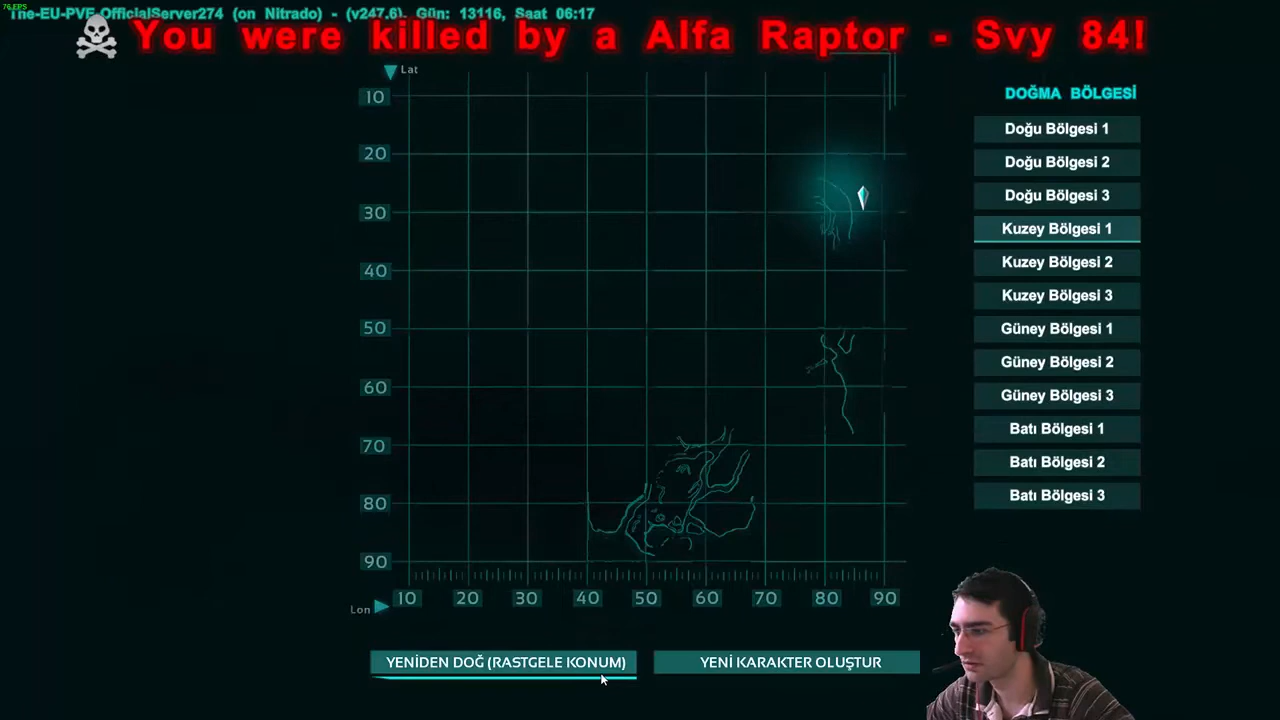 76 FPS
The-EU-PVE-OfficialServer274 (on Nitrado) - (v247.6), Gün: 13116, Saat 06:17
You were killed by a Alfa Raptor - Svy 84!
Lat
10
20
30
40
50
60
70
80
90
Lon
10 20 30 40 50 60 70 80 90
DOĞMA BÖLGESİ
Doğu Bölgesi 1
Doğu Bölgesi 2
Doğu Bölgesi 3
Kuzey Bölgesi 1
Kuzey Bölgesi 2
Kuzey Bölgesi 3
Güney Bölgesi 1
Güney Bölgesi 2
Güney Bölgesi 3
Batı Bölgesi 1
Batı Bölgesi 2
Batı Bölgesi 3
YENİDEN DOĞ (RASTGELE KONUM)
YENİ KARAKTER OLUŞTUR